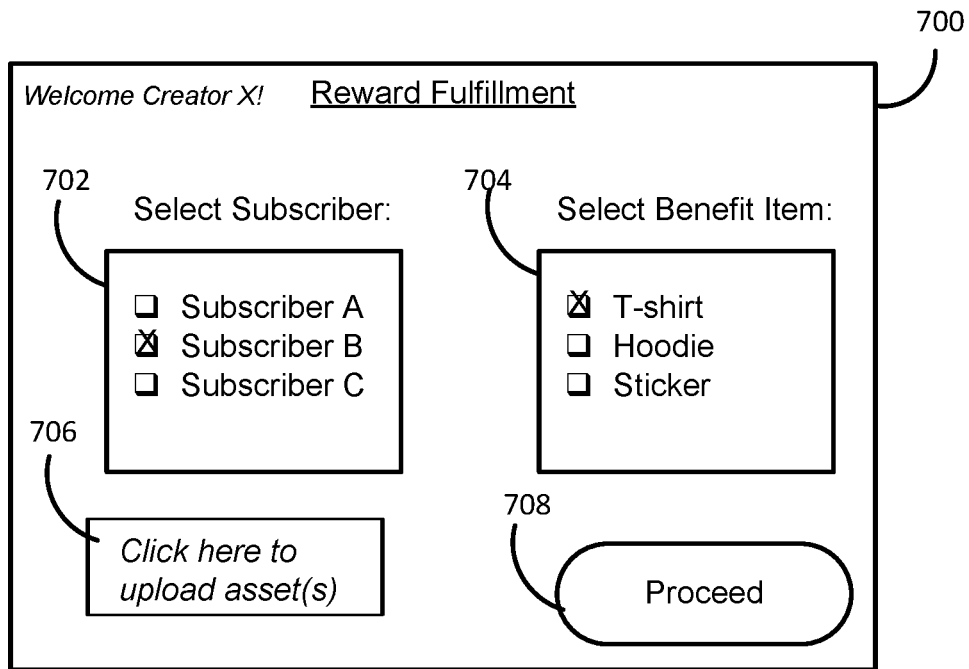 700
Welcome Creator X! Reward Fulfillment
702
704
Select Subscriber:
Select Benefit Item:
☐ Subscriber A
☒ Subscriber B
☐ Subscriber C
☒ T-shirt
☐ Hoodie
☐ Sticker
706
708
Click here to
upload asset(s)
Proceed